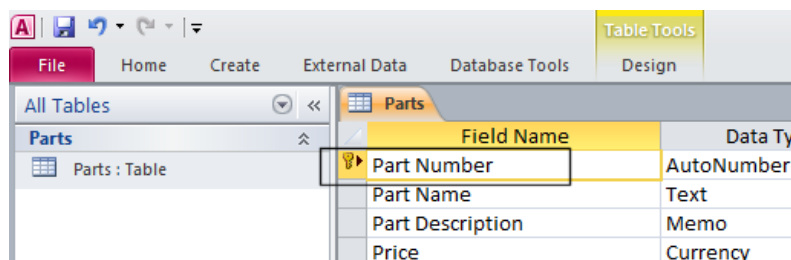 A
Table Tools
File Home Create External Data Database Tools Design
All Tables « Parts
Parts Field Name Data Ty
Parts : Table Part Number AutoNumber
Part Name Text
Part Description Memo
Price Currency